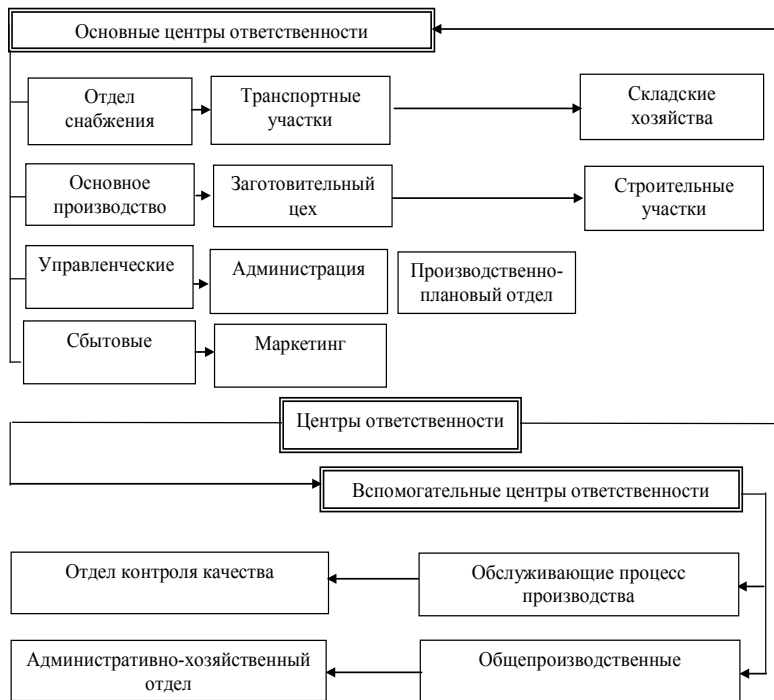 Основные центры ответственности
Отдел
снабжения
Транспортные
участки
Складские
хозяйства
Основное
производство
Заготовительный
цех
Строительные
участки
Управленческие
Администрация
Производственно-
плановый отдел
Сбытовые
Маркетинг
Центры ответственности
Вспомогательные центры ответственности
Отдел контроля качества
Обслуживающие процесс
производства
Административно-хозяйственный
отдел
Общепроизводственные